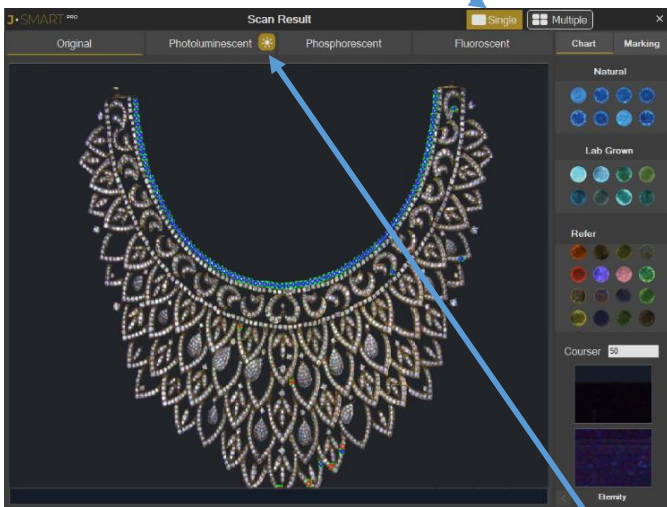 J·SMART PRO
Scan Result
Single
Multiple
×
Original
Photoluminescent
Phosphorescent
Fluoroscent
Chart
Marking
Natural
Lab Grown
Refer
Courser 50
Eternity